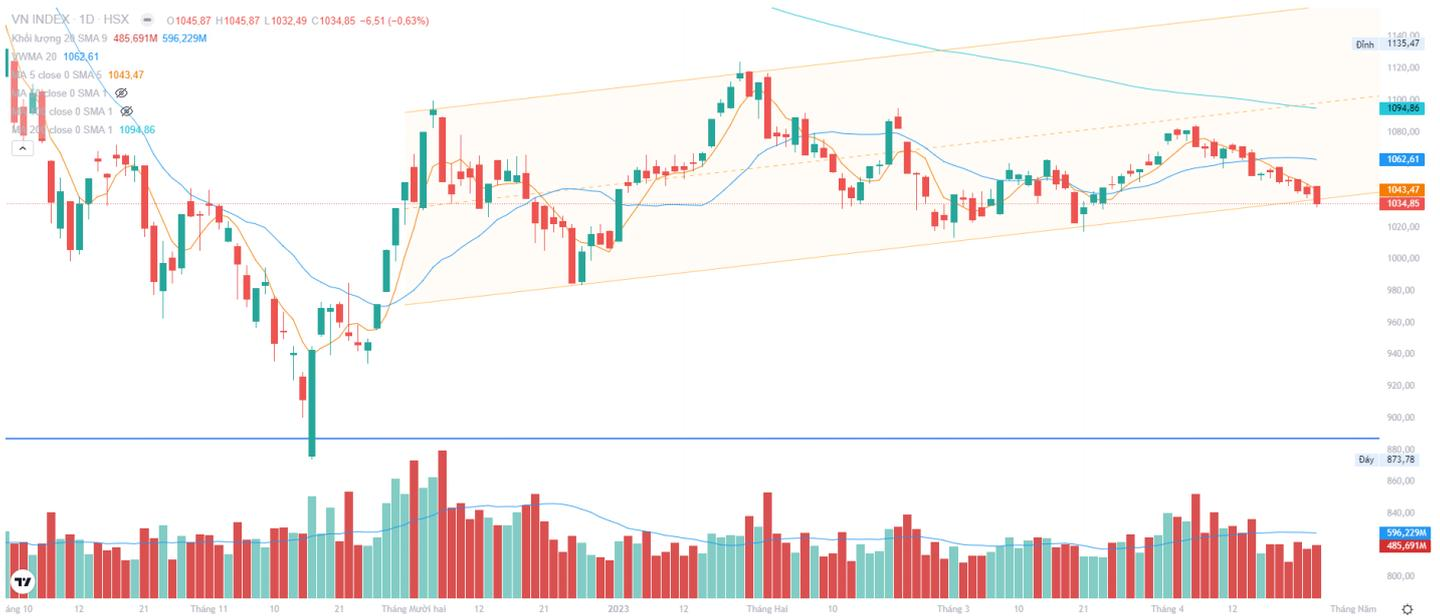 VN INDEX · 1D · HSX O1045,87 H1045,87 L1032,49 C1034,85 −6,51 (−0,63%)
Khối lượng 20 SMA 9 485,691M 596,229M
VWMA 20 1062,61
MA 5 close 0 SMA 5 1043,47
close 0 SMA 1
close 0 SMA 1
MA 200 close 0 SMA 1 1094,86
1140,00
Đỉnh 1135,47
1120,00
1100,00
1094,86
1080,00
1062,61
1043,47
1034,85
1020,00
1000,00
980,00
960,00
940,00
920,00
900,00
880,00
Đáy 873,78
860,00
840,00
596,229M
485,691M
800,00
áng 10 12 21 Tháng 11 10 21 Tháng Mười hai 12 21 2023 12 Tháng Hai 10 Tháng 3 10 21 Tháng 4 12 Tháng Năm